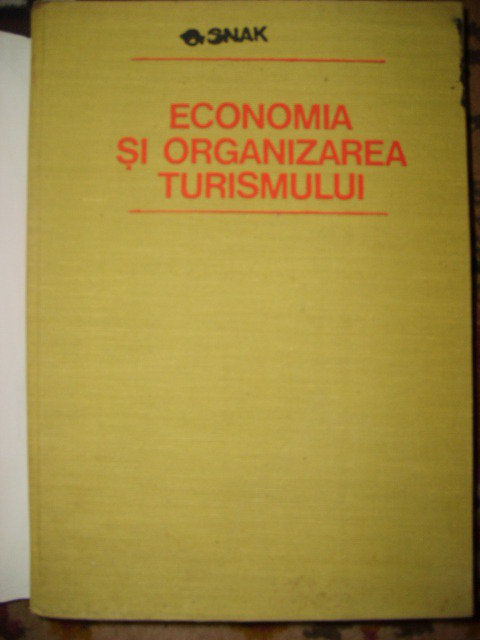 O. SNAK
ECONOMIA
ȘI ORGANIZAREA
TURISMULUI